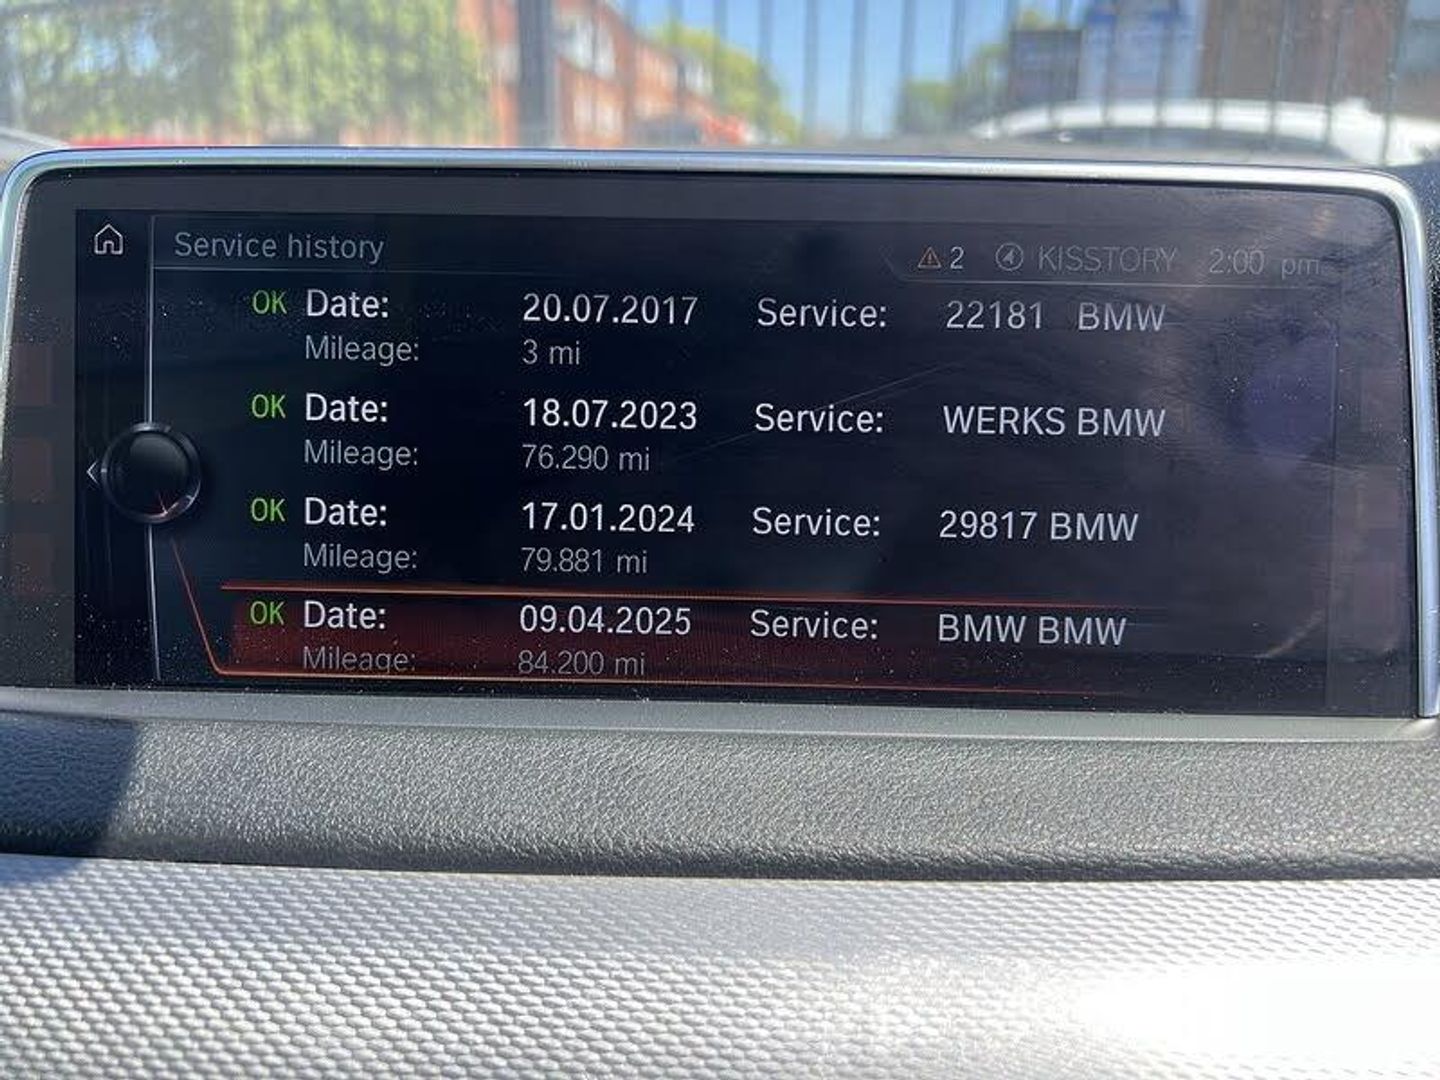 Service history 2 KISSTORY 2:00 pm
OK Date: 20.07.2017 Service: 22181 BMW
Mileage: 3 mi
OK Date: 18.07.2023 Service: WERKS BMW
Mileage: 76.290 mi
OK Date: 17.01.2024 Service: 29817 BMW
Mileage: 79.881 mi
OK Date: 09.04.2025 Service: BMW BMW
Mileage: 84.200 mi